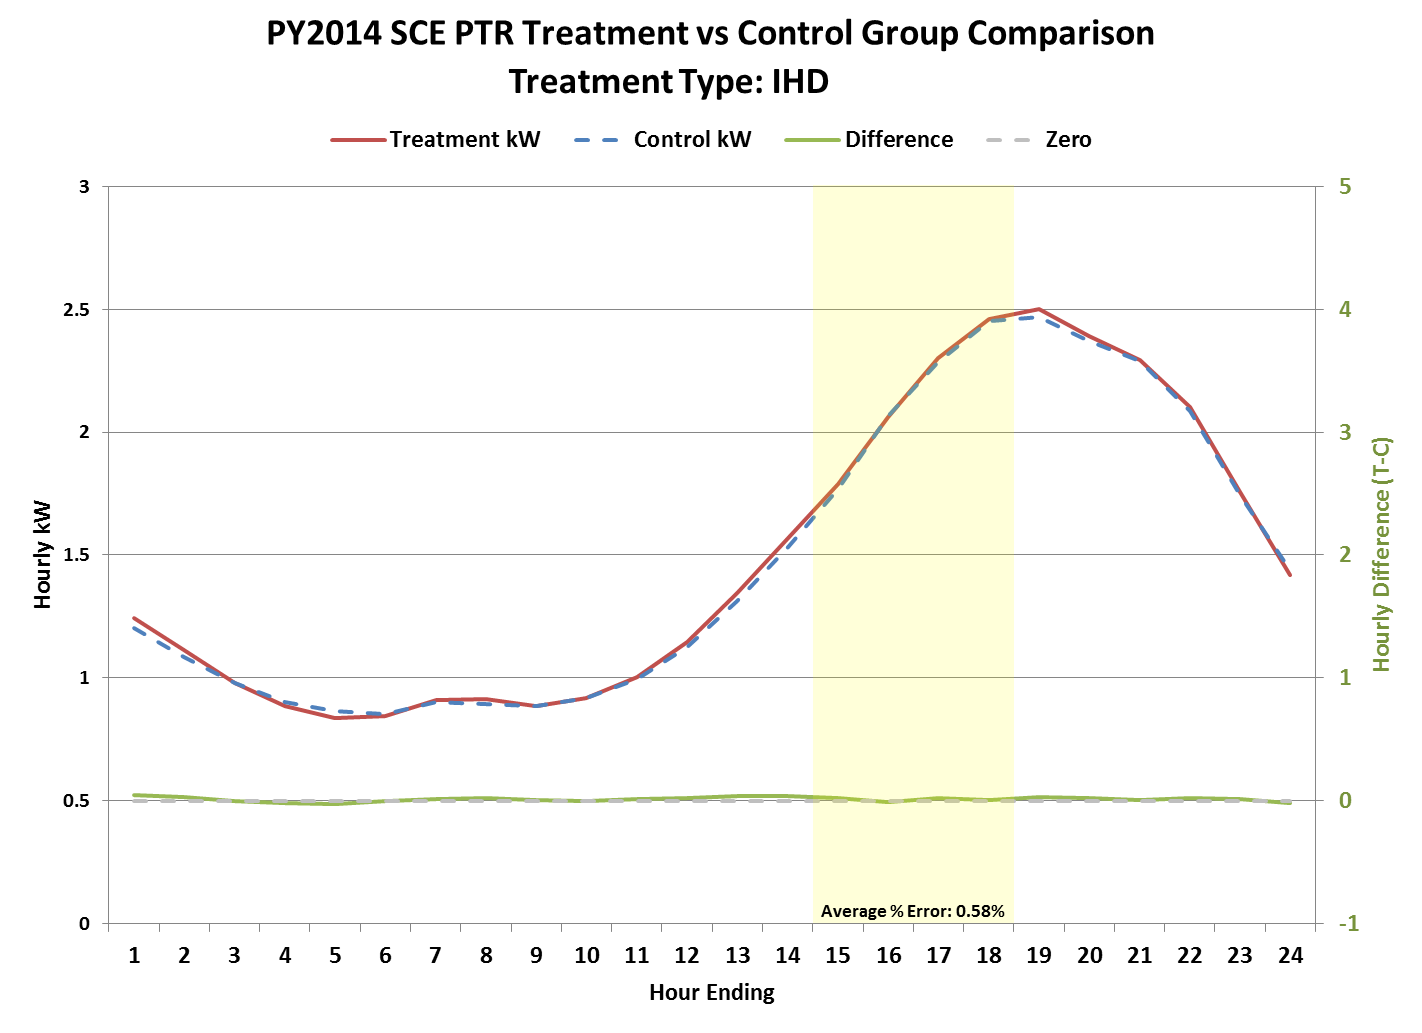 PY2014 SCE PTR Treatment vs Control Group Comparison
Treatment Type: IHD
Treatment kW Control kW Difference Zero
3 5
2.5 4
2 3
1.5 2
1 1
0.5 0
0 -1
Hourly kW
Hourly Difference (T-C)
Average % Error: 0.58%
1 2 3 4 5 6 7 8 9 10 11 12 13 14 15 16 17 18 19 20 21 22 23 24
Hour Ending